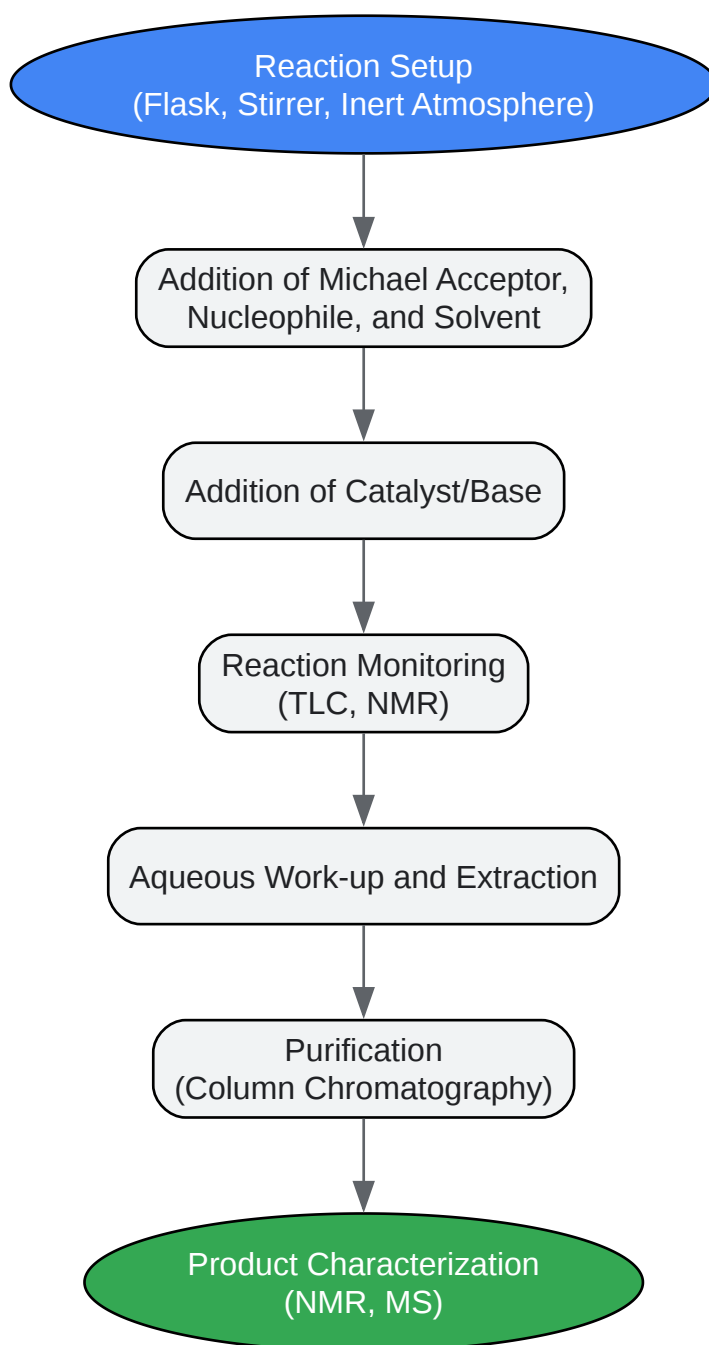 Reaction Setup
(Flask, Stirrer, Inert Atmosphere)
Addition of Michael Acceptor,
Nucleophile, and Solvent
Addition of Catalyst/Base
Reaction Monitoring
(TLC, NMR)
Aqueous Work-up and Extraction
Purification
(Column Chromatography)
Product Characterization
(NMR, MS)